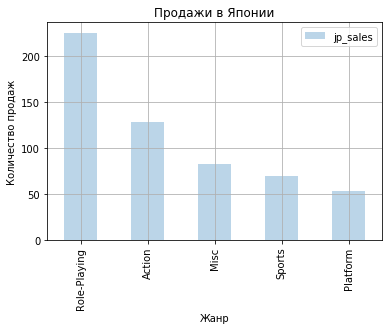 Продажи в Японии
jp_sales
Количество продаж
200
150
100
50
0
Role-Playing
Action
Misc
Sports
Platform
Жанр